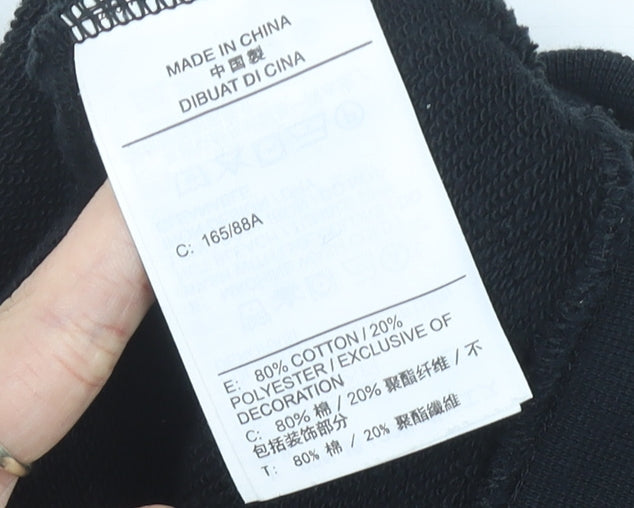 MADE IN CHINA
中国製
DIBUAT DI CINA
C: 165/88A
E: 80% COTTON / 20%
POLYESTER / EXCLUSIVE OF
DECORATION
C: 80% 棉 / 20% 聚酯纤维 / 不
包括装饰部分
T: 80% 棉 / 20% 聚酯纖維